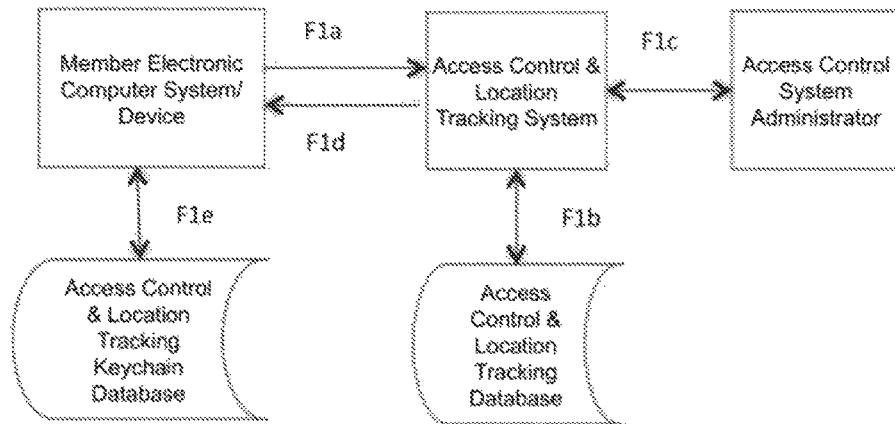 F1a
Member Electronic
Computer System/
Device
Access Control &
Location
Tracking System
F1c
Access Control
System
Administrator
F1d
F1e
F1b
Access Control
& Location
Tracking
Keychain
Database
Access
Control &
Location
Tracking
Database